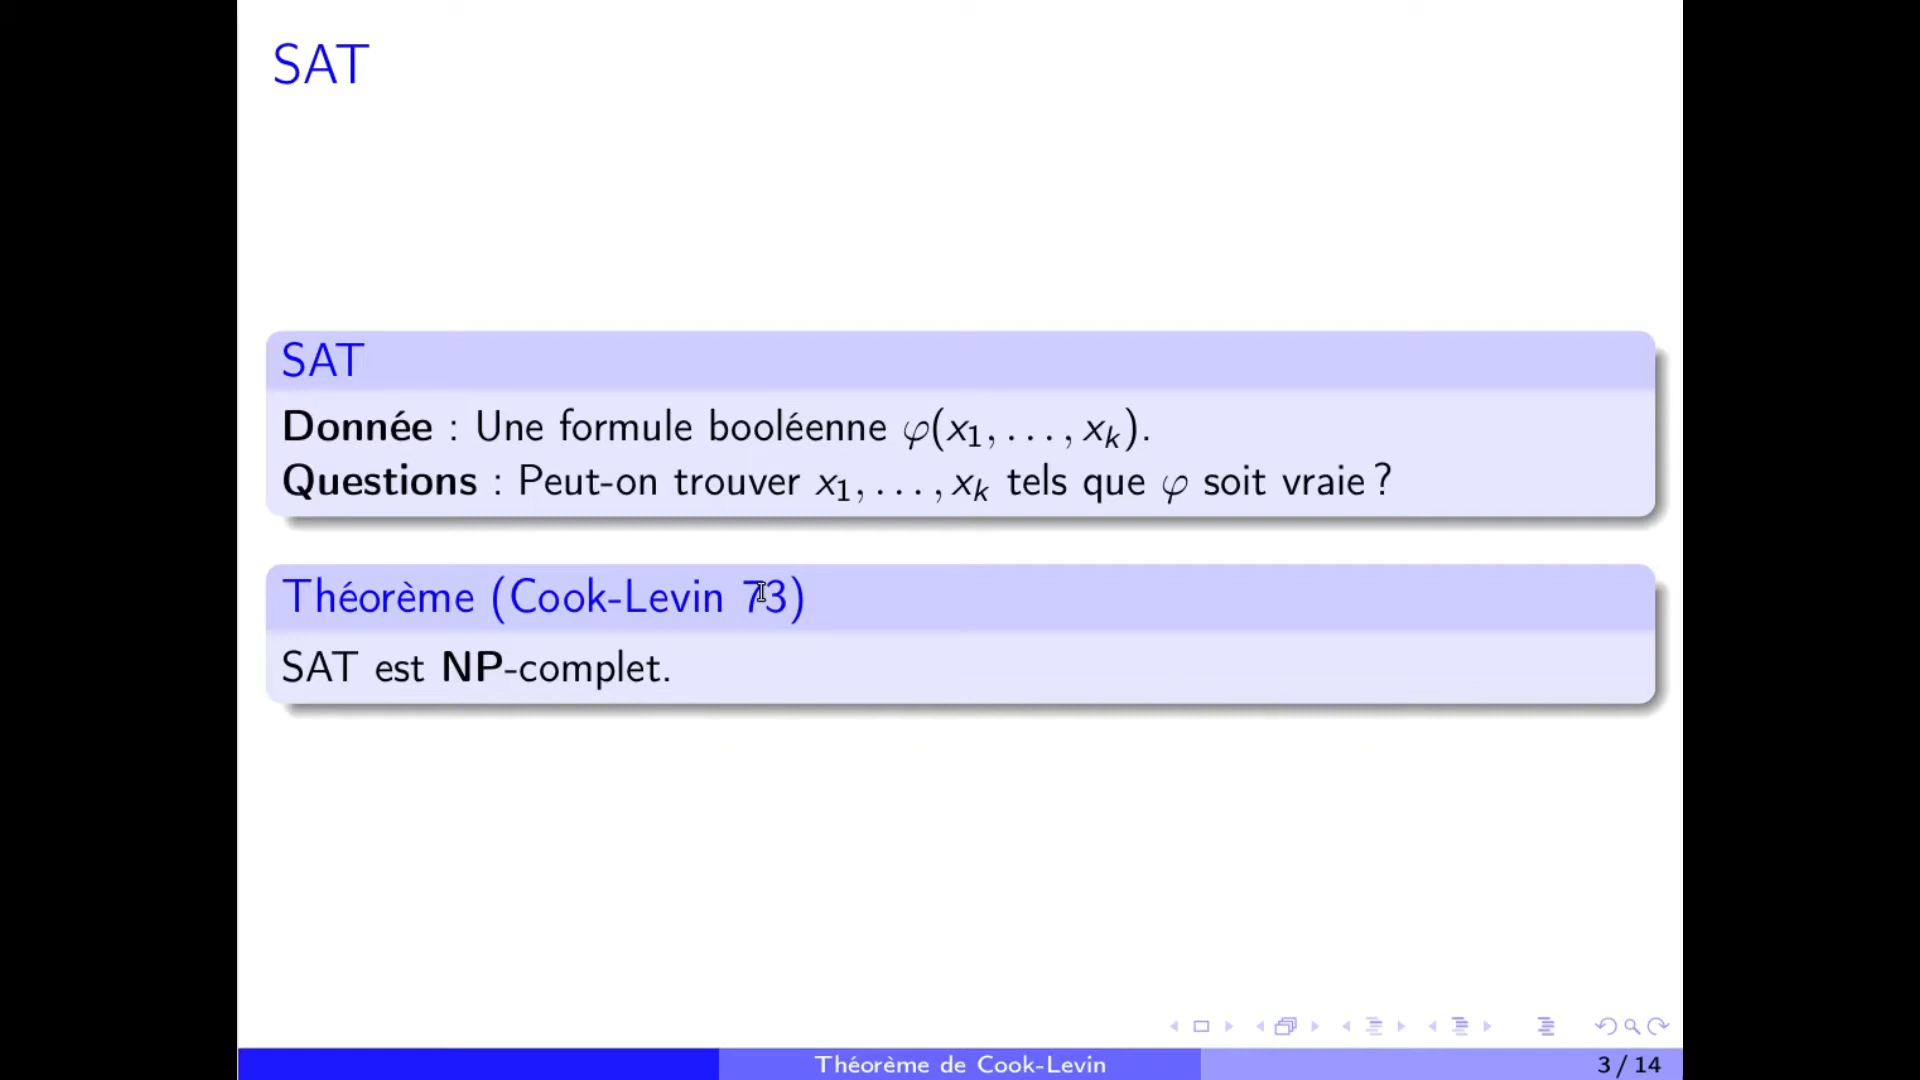 SAT
SAT
Donnée : Une formule booléenne φ(x₁, . . . , xₖ).
Questions : Peut-on trouver x₁, . . . , xₖ tels que φ soit vraie ?
Théorème (Cook-Levin 73)
SAT est NP-complet.
Théorème de Cook-Levin
3 / 14